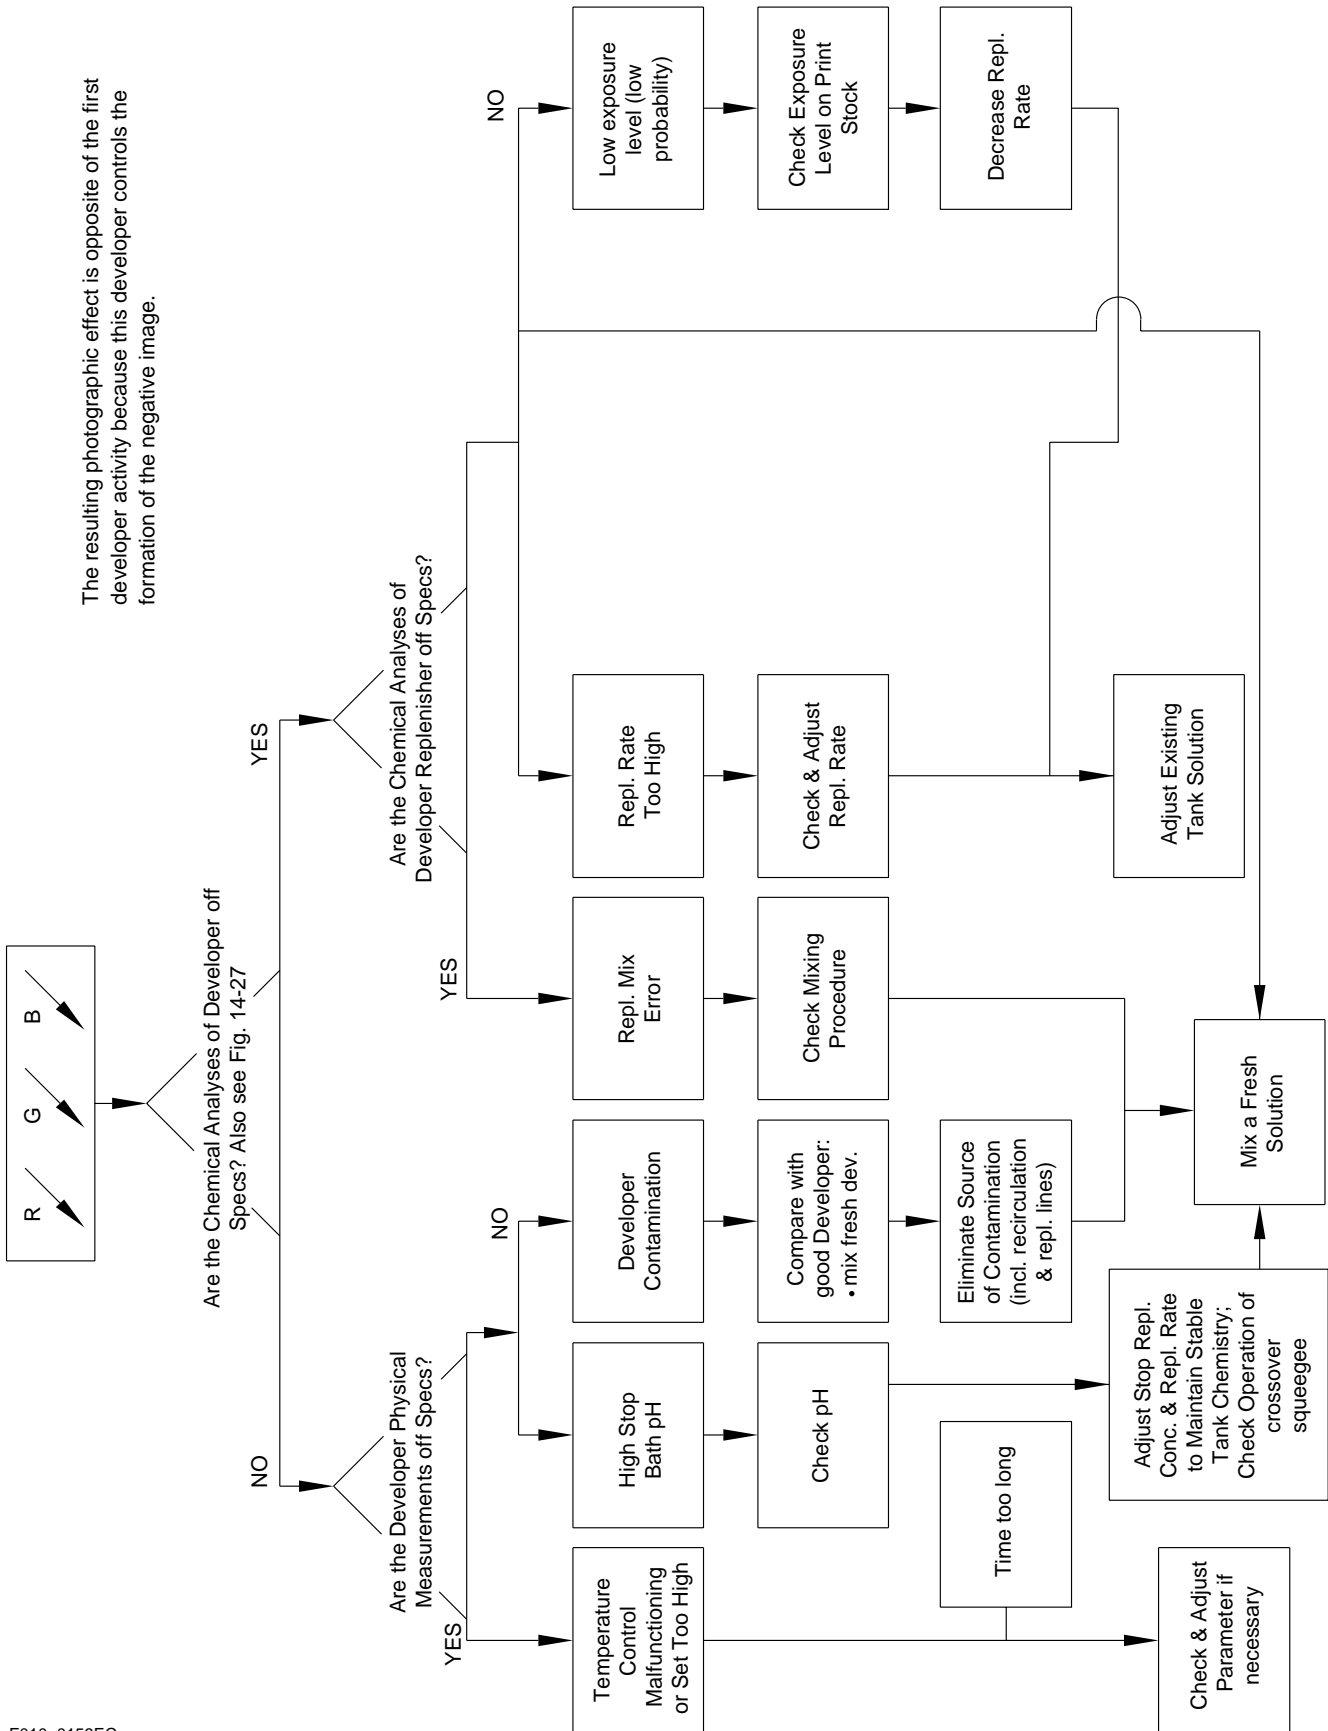 The resulting photographic effect is opposite of the first
developer activity because this developer controls the
formation of the negative image.
R G B
Are the Chemical Analyses of Developer off
Specs? Also see Fig. 14-27
NO
YES
Are the Developer Physical
Measurements off Specs?
Are the Chemical Analyses of
Developer Replenisher off Specs?
YES
NO
YES
NO
Temperature
Control
Malfunctioning
or Set Too High
High Stop
Bath pH
Developer
Contamination
Repl. Mix
Error
Repl. Rate
Too High
Low exposure
level (low
probability)
Check pH
Compare with
good Developer:
• mix fresh dev.
Check Mixing
Procedure
Check & Adjust
Repl. Rate
Check Exposure
Level on Print
Stock
Time too long
Eliminate Source
of Contamination
(incl. recirculation
& repl. lines)
Decrease Repl.
Rate
Check & Adjust
Parameter if
necessary
Adjust Stop Repl.
Conc. & Repl. Rate
to Maintain Stable
Tank Chemistry;
Check Operation of
crossover
squeegee
Mix a Fresh
Solution
Adjust Existing
Tank Solution